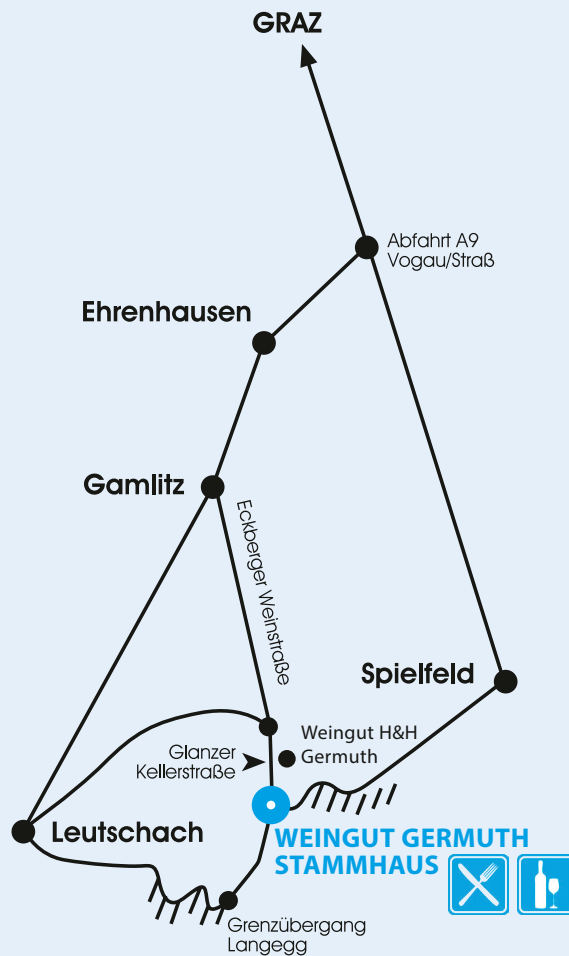 GRAZ
Abfahrt A9
Vogau/Straß
Ehrenhausen
Gamlitz
Eckberger Weinstraße
Spielfeld
Weingut H&H
Germuth
Glanzer
Kellerstraße
Leutschach
WEINGUT GERMUTH
STAMMHAUS
Grenzübergang
Langegg